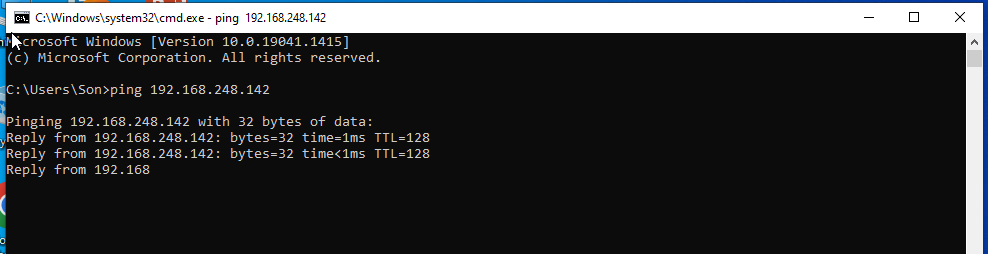 C:\Windows\system32\cmd.exe - ping 192.168.248.142
Microsoft Windows [Version 10.0.19041.1415]
(c) Microsoft Corporation. All rights reserved.
C:\Users\Son>ping 192.168.248.142
Pinging 192.168.248.142 with 32 bytes of data:
Reply from 192.168.248.142: bytes=32 time=1ms TTL=128
Reply from 192.168.248.142: bytes=32 time<1ms TTL=128
Reply from 192.168